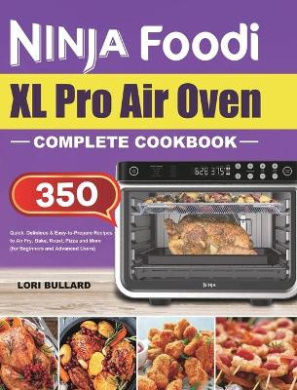 NINJA Foodi
XL Pro Air Oven
COMPLETE COOKBOOK
350
Quick, Delicious & Easy-to-Prepare Recipes
to Air Fry, Bake, Roast, Pizza and More
(for Beginners and Advanced Users)
LORI BULLARD
NINJA